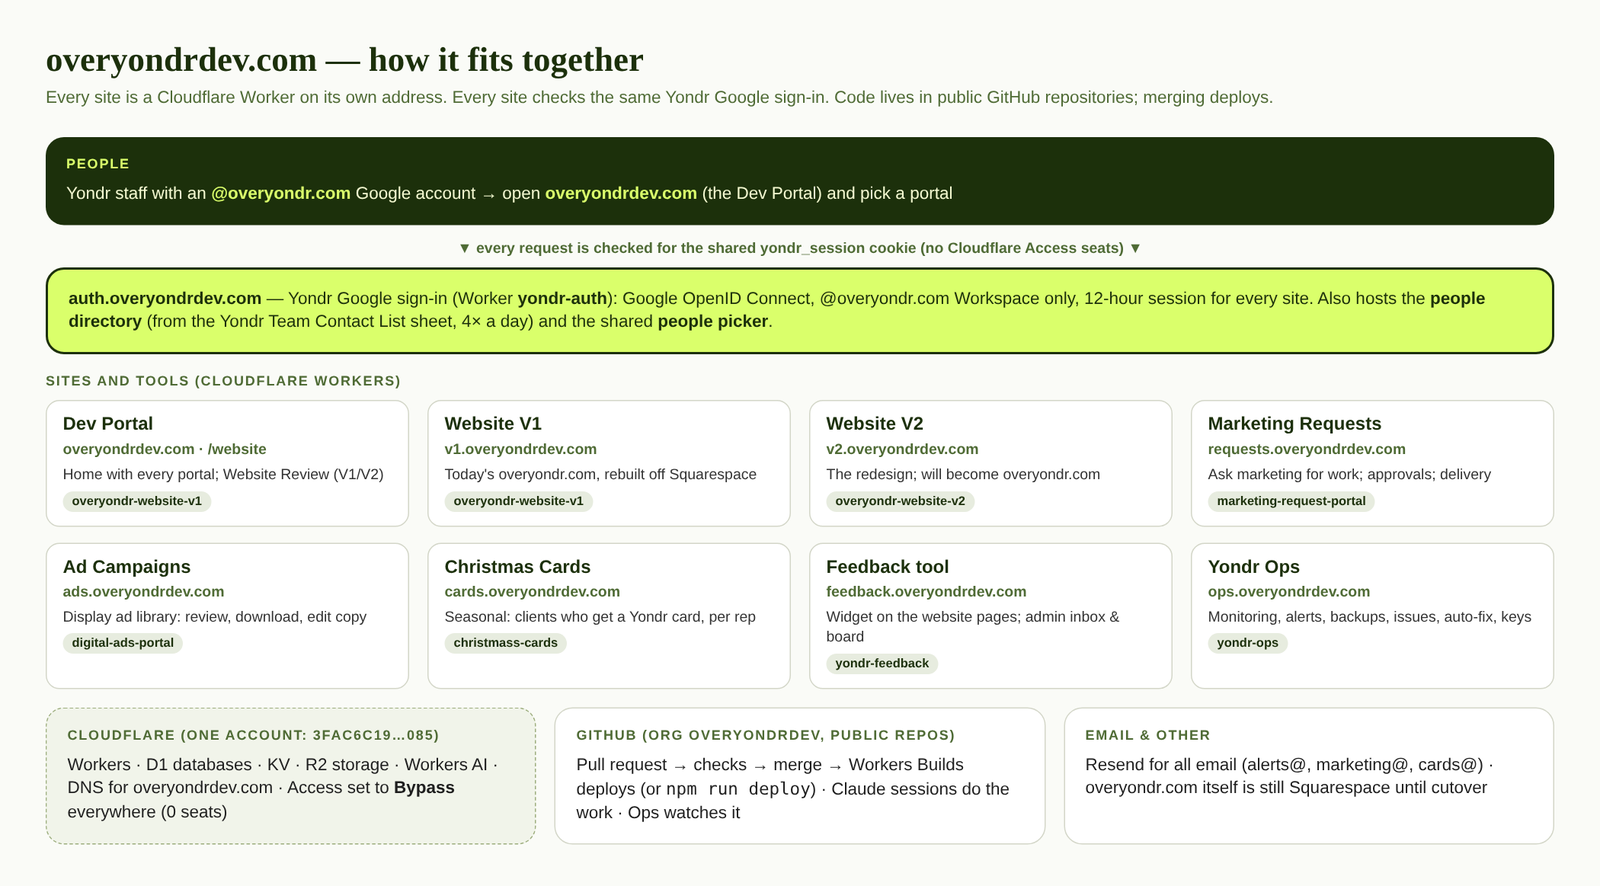 overyondrdev.com — how it fits together
Every site is a Cloudflare Worker on its own address. Every site checks the same Yondr Google sign-in. Code lives in public GitHub repositories; merging deploys.
PEOPLE
Yondr staff with an @overyondr.com Google account → open overyondrdev.com (the Dev Portal) and pick a portal
▼ every request is checked for the shared yondr_session cookie (no Cloudflare Access seats) ▼
auth.overyondrdev.com — Yondr Google sign-in (Worker yondr-auth): Google OpenID Connect, @overyondr.com Workspace only, 12-hour session for every site. Also hosts the people
directory (from the Yondr Team Contact List sheet, 4× a day) and the shared people picker.
SITES AND TOOLS (CLOUDFLARE WORKERS)
Dev Portal
overyondrdev.com · /website
Home with every portal; Website Review (V1/V2)
overyondr-website-v1
Website V1
v1.overyondrdev.com
Today's overyondr.com, rebuilt off Squarespace
overyondr-website-v1
Website V2
v2.overyondrdev.com
The redesign; will become overyondr.com
overyondr-website-v2
Marketing Requests
requests.overyondrdev.com
Ask marketing for work; approvals; delivery
marketing-request-portal
Ad Campaigns
ads.overyondrdev.com
Display ad library: review, download, edit copy
digital-ads-portal
Christmas Cards
cards.overyondrdev.com
Seasonal: clients who get a Yondr card, per rep
christmass-cards
Feedback tool
feedback.overyondrdev.com
Widget on the website pages; admin inbox &
board
yondr-feedback
Yondr Ops
ops.overyondrdev.com
Monitoring, alerts, backups, issues, auto-fix, keys
yondr-ops
CLOUDFLARE (ONE ACCOUNT: 3FAC6C19…085)
Workers · D1 databases · KV · R2 storage · Workers AI ·
DNS for overyondrdev.com · Access set to Bypass
everywhere (0 seats)
GITHUB (ORG OVERYONDRDEV, PUBLIC REPOS)
Pull request → checks → merge → Workers Builds
deploys (or npm run deploy) · Claude sessions do the
work · Ops watches it
EMAIL & OTHER
Resend for all email (alerts@, marketing@, cards@) ·
overyondr.com itself is still Squarespace until cutover